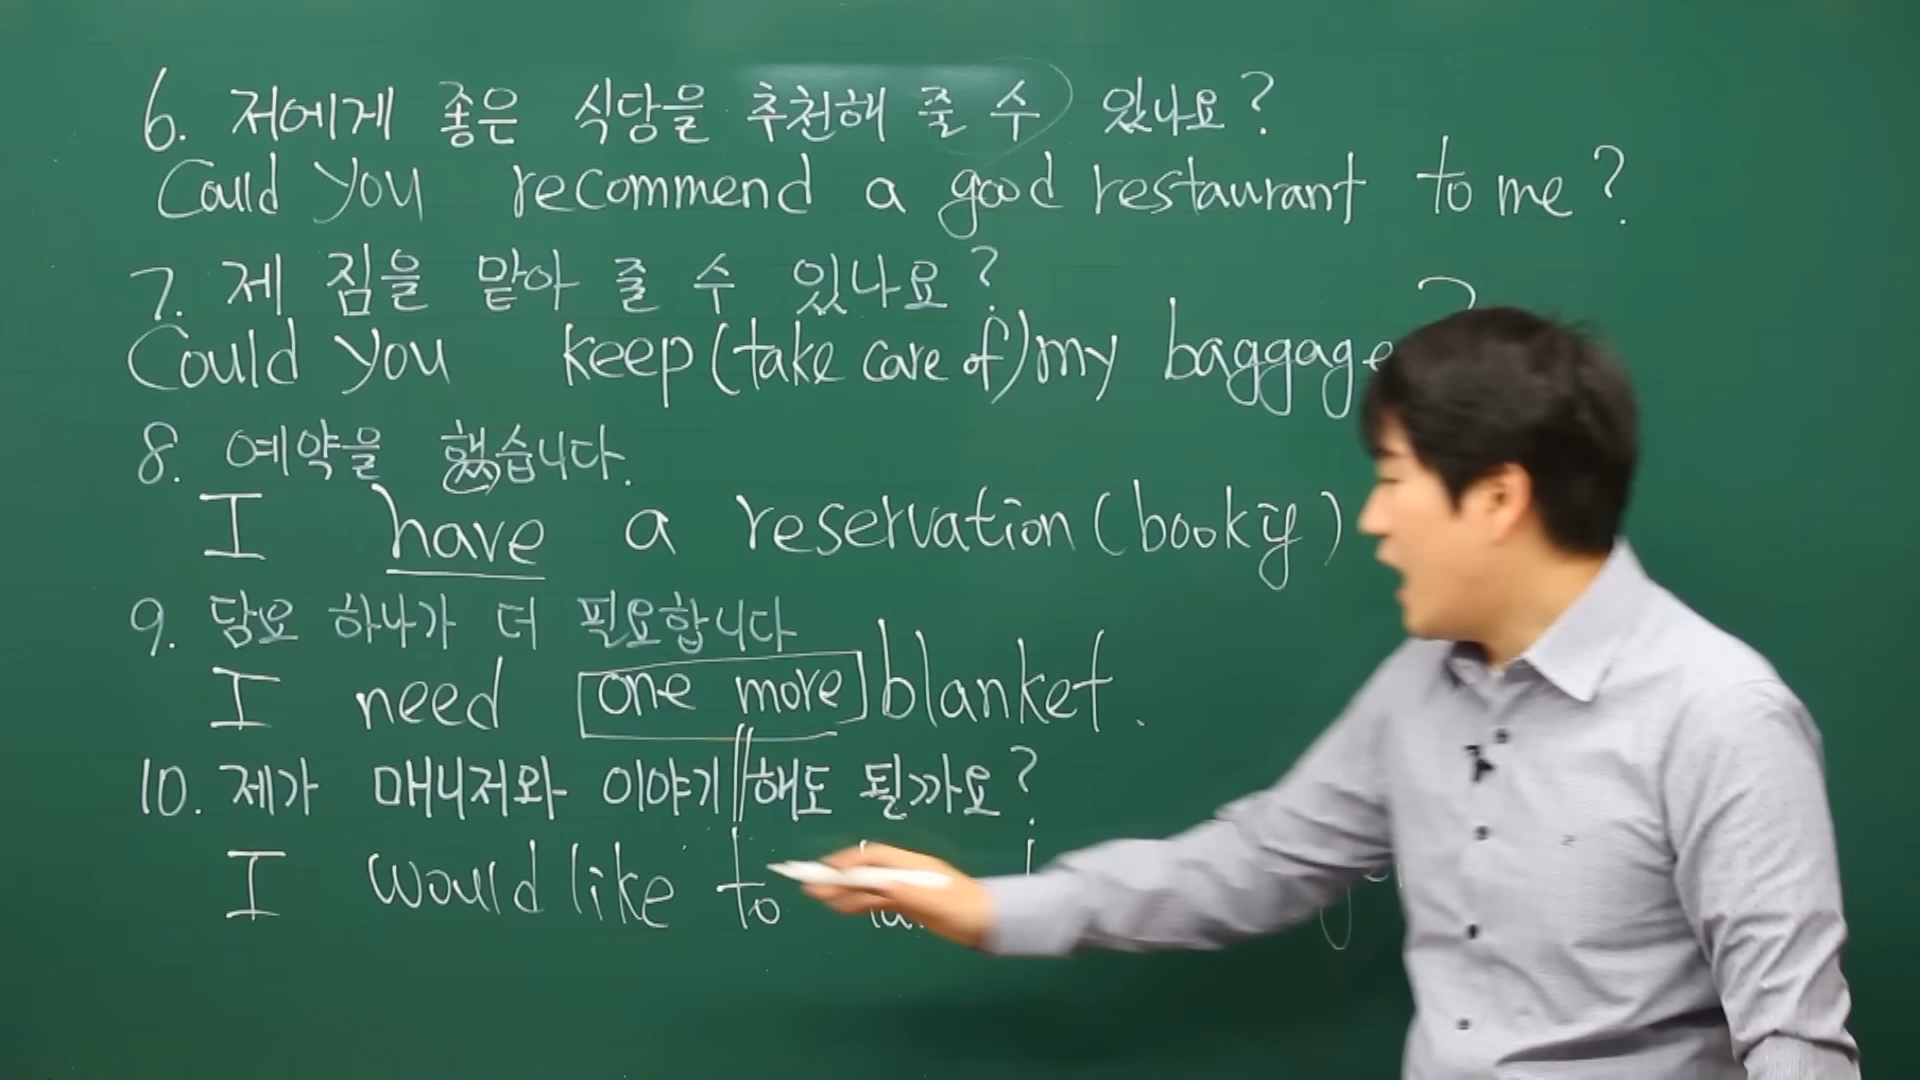 6. 저에게 좋은 식당을 추천해 줄 수 있나요?
Could you recommend a good restaurant to me?
7. 제 짐을 맡아 줄 수 있나요?
Could you keep (take care of) my baggage ?
8. 예약을 했습니다.
I have a reservation (book'g)
9. 담요 하나가 더 필요합니다
I need one more blanket.
10. 제가 매니저와 이야기 해도 될까요?
I would like to